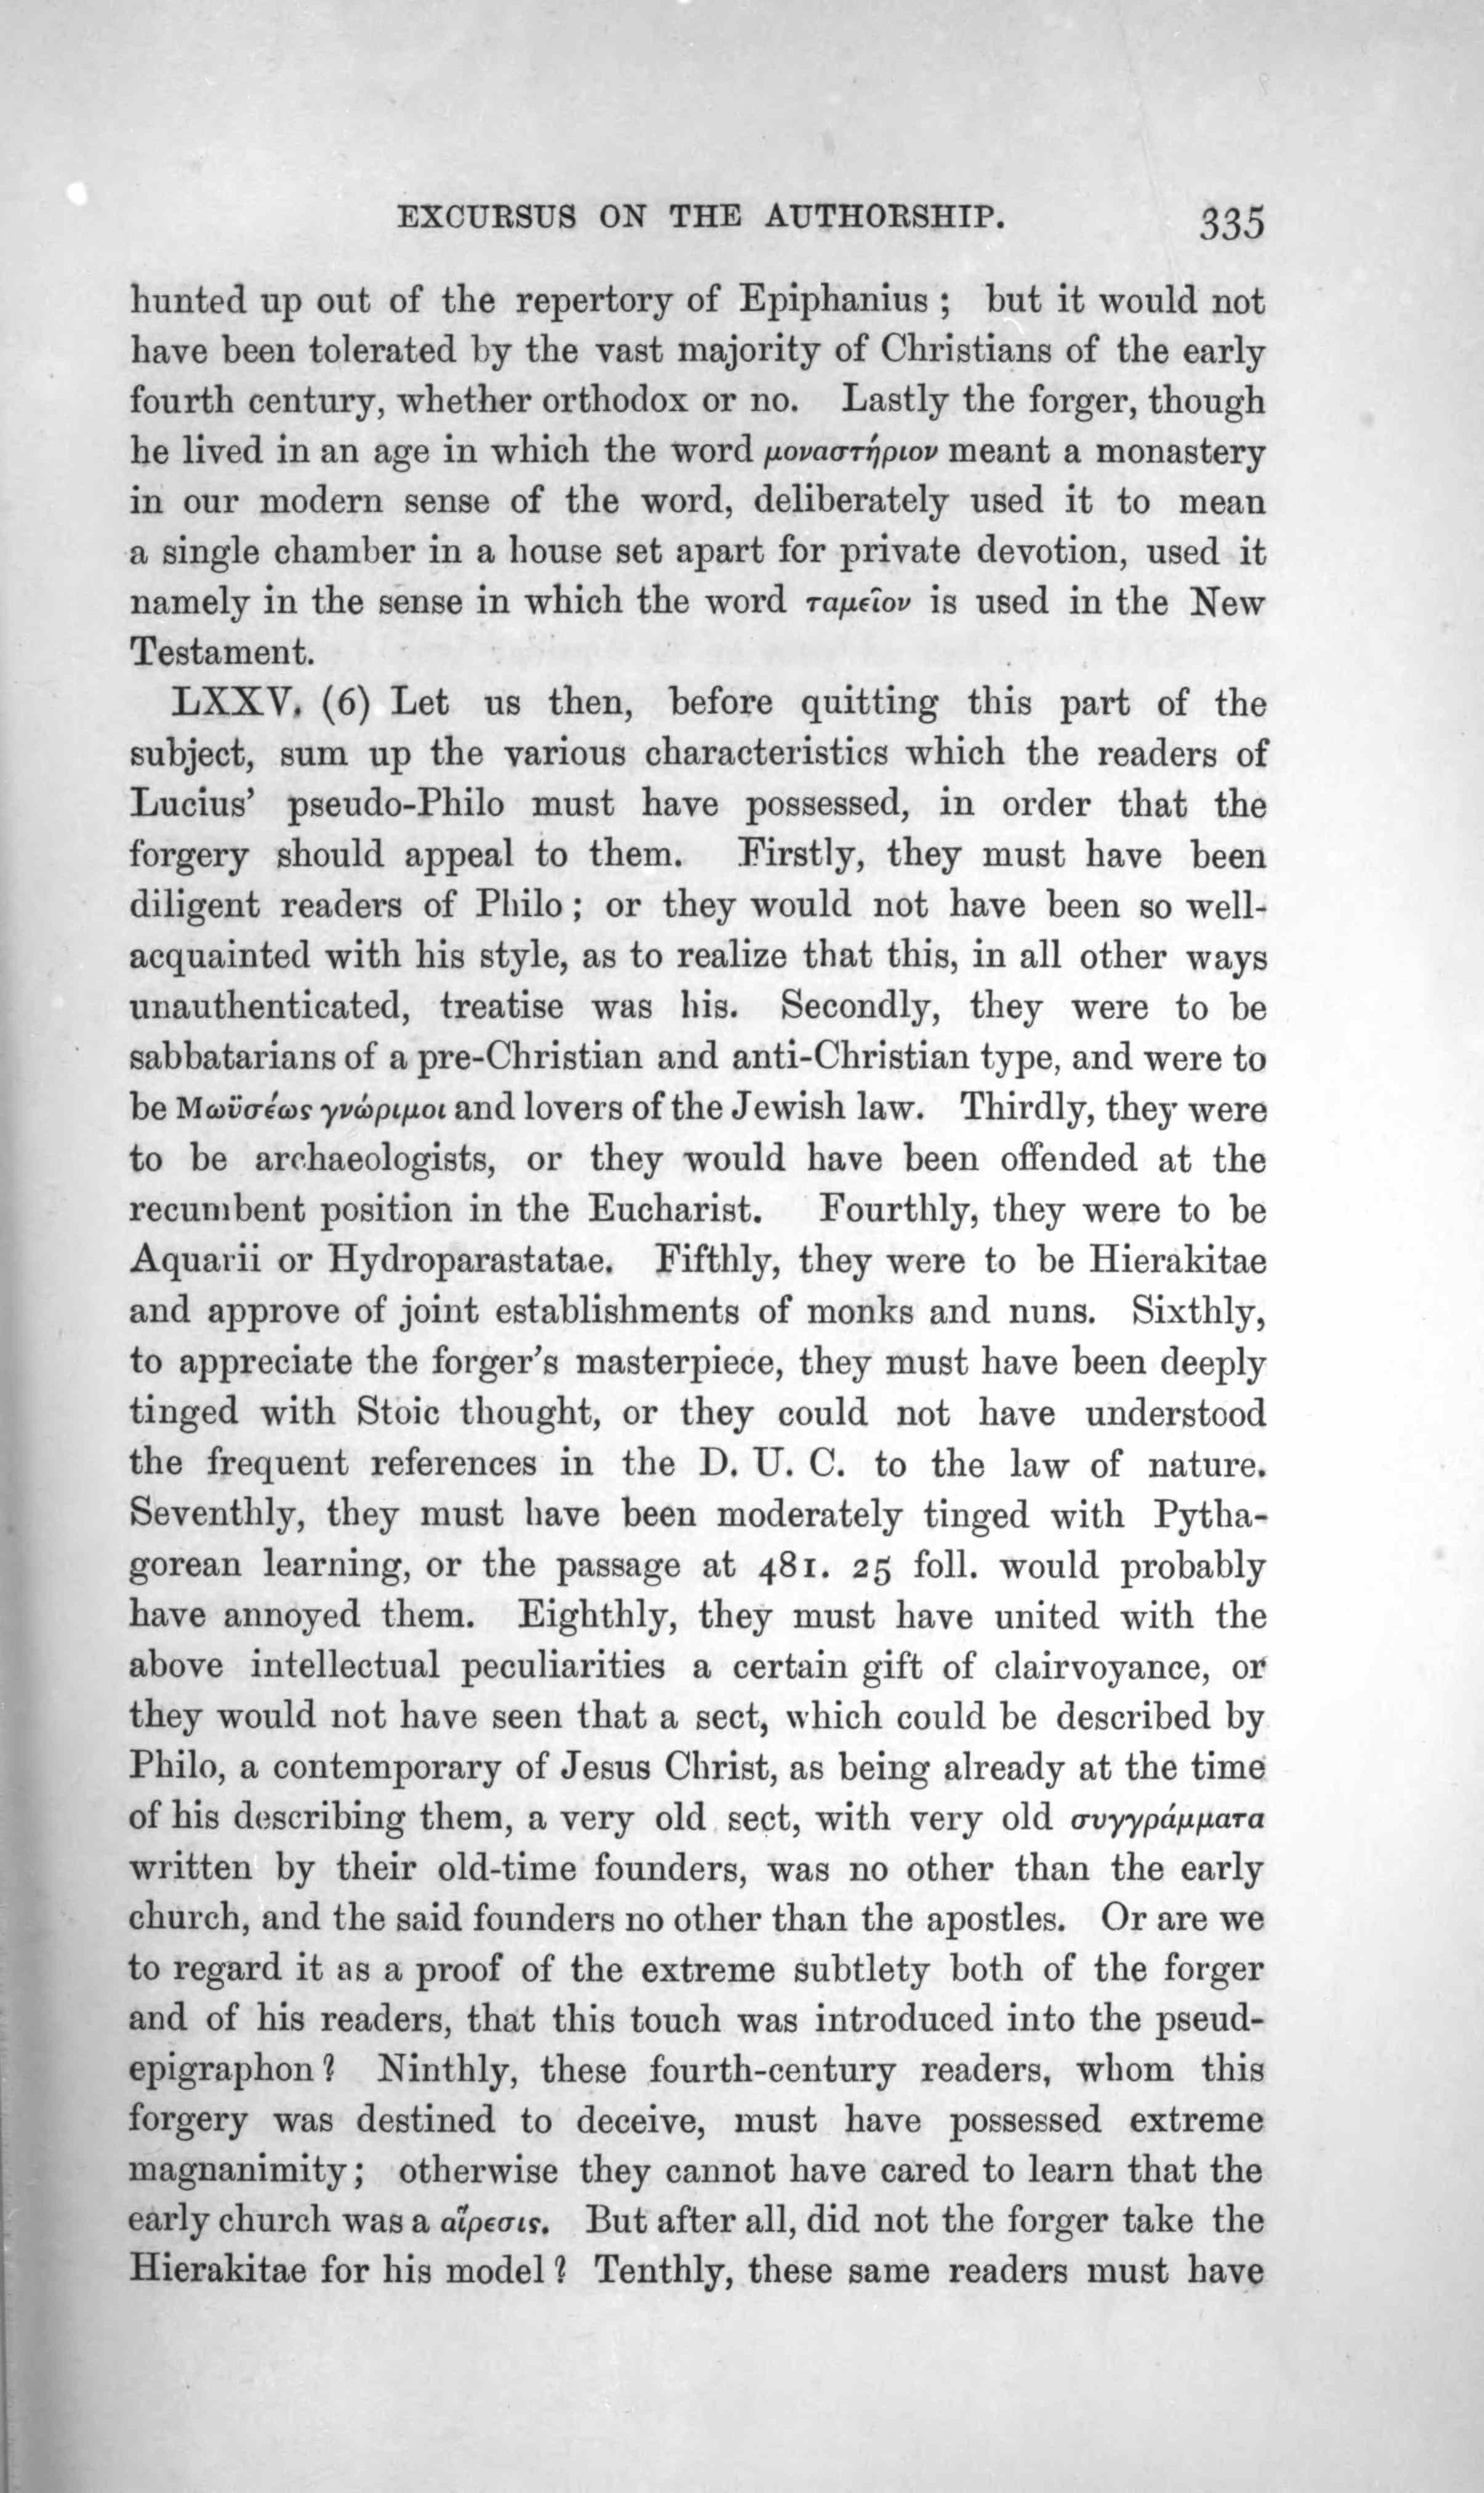 EXCURSUS ON THE AUTHORSHIP. 335
hunted up out of the repertory of Epiphanius ; but it would not
have been tolerated by the vast majority of Christians of the early
fourth century, whether orthodox or no. Lastly the forger, though
he lived in an age in which the word μοναστήριον meant a monastery
in our modern sense of the word, deliberately used it to mean
a single chamber in a house set apart for private devotion, used it
namely in the sense in which the word ταμεῖον is used in the New
Testament.
LXXV. (6) Let us then, before quitting this part of the
subject, sum up the various characteristics which the readers of
Lucius’ pseudo-Philo must have possessed, in order that the
forgery should appeal to them. Firstly, they must have been
diligent readers of Philo ; or they would not have been so well-
acquainted with his style, as to realize that this, in all other ways
unauthenticated, treatise was his. Secondly, they were to be
sabbatarians of a pre-Christian and anti-Christian type, and were to
be Μωϋσέως γνώριμοι and lovers of the Jewish law. Thirdly, they were
to be archaeologists, or they would have been offended at the
recumbent position in the Eucharist. Fourthly, they were to be
Aquarii or Hydroparastatae. Fifthly, they were to be Hierakitae
and approve of joint establishments of monks and nuns. Sixthly,
to appreciate the forger’s masterpiece, they must have been deeply
tinged with Stoic thought, or they could not have understood
the frequent references in the D. U. C. to the law of nature.
Seventhly, they must have been moderately tinged with Pytha-
gorean learning, or the passage at 481. 25 foll. would probably
have annoyed them. Eighthly, they must have united with the
above intellectual peculiarities a certain gift of clairvoyance, or
they would not have seen that a sect, which could be described by
Philo, a contemporary of Jesus Christ, as being already at the time
of his describing them, a very old sect, with very old συγγράμματα
written by their old-time founders, was no other than the early
church, and the said founders no other than the apostles. Or are we
to regard it as a proof of the extreme subtlety both of the forger
and of his readers, that this touch was introduced into the pseud-
epigraphon ? Ninthly, these fourth-century readers, whom this
forgery was destined to deceive, must have possessed extreme
magnanimity ; otherwise they cannot have cared to learn that the
early church was a αἵρεσις. But after all, did not the forger take the
Hierakitae for his model ? Tenthly, these same readers must have